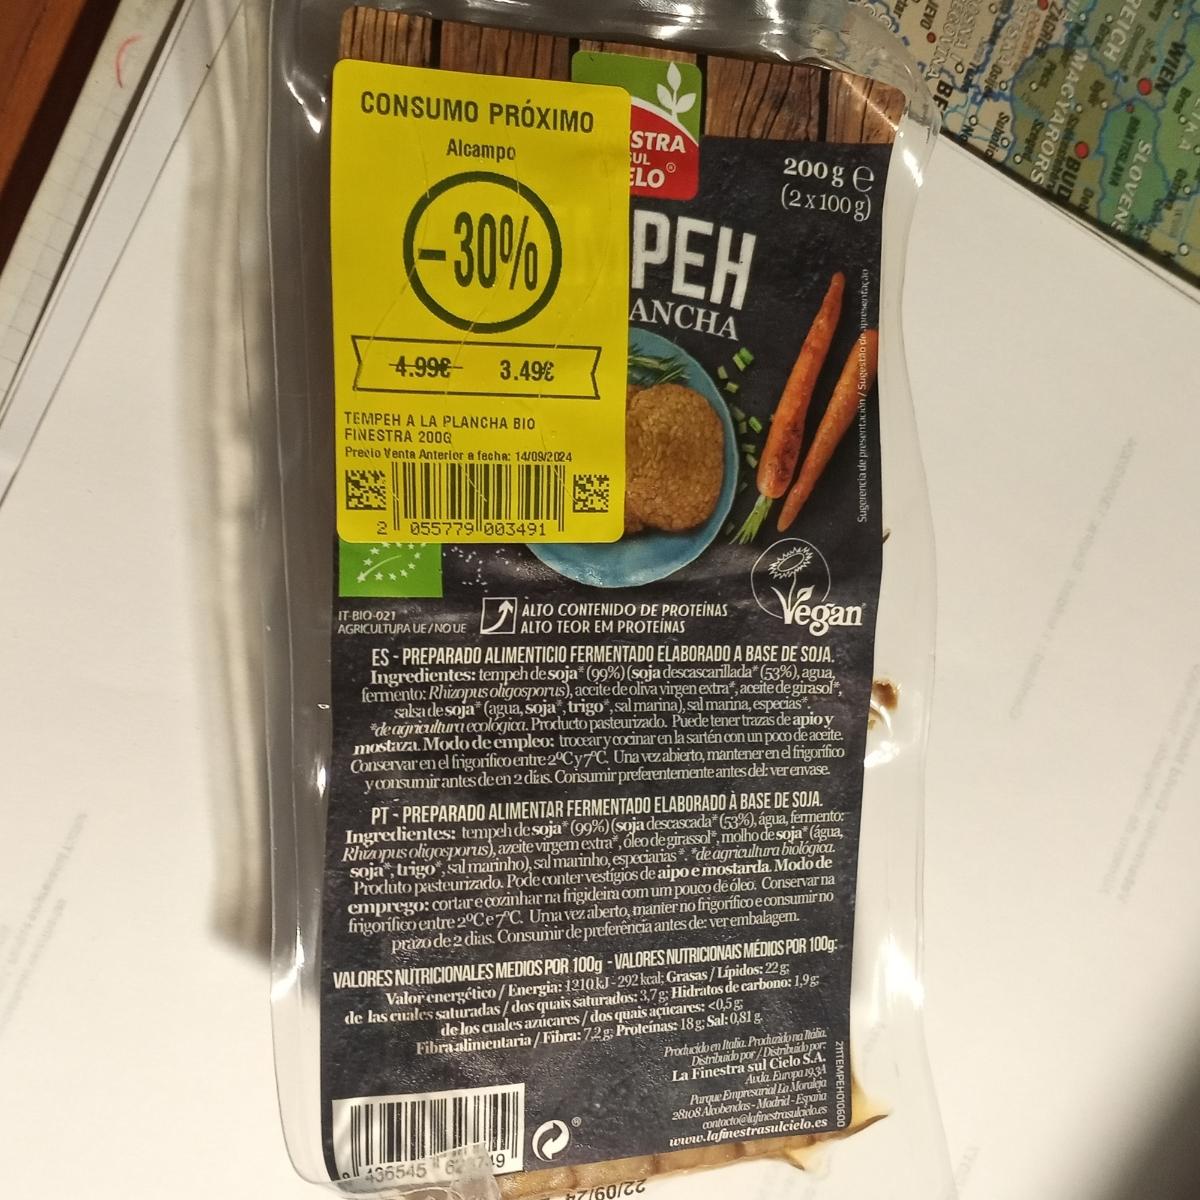 CONSUMO PRÓXIMO
Alcampo
-30%
4.99€ 3.49€
TEMPEH A LA PLANCHA BIO
FINESTRA 200G
Precio Venta Anterior a fecha: 14/09/2024
2 055779 003491
STRA
SUL
ELO®
200 g e
(2 x 100 g)
PEH
ANCHA
Sugerencia de presentación / Sugestão de apresentação
IT-BIO-021
AGRICULTURA UE / NO UE
ALTO CONTENIDO DE PROTEÍNAS
ALTO TEOR EM PROTEÍNAS
Vegan
ES - PREPARADO ALIMENTICIO FERMENTADO ELABORADO A BASE DE SOJA.
Ingredientes: tempeh de soja* (99%) (soja descascarillada* (53%), agua,
fermento: Rhizopus oligosporus), aceite de oliva virgen extra*, aceite de girasol*,
salsa de soja* (agua, soja*, trigo*, sal marina), sal marina, especias*.
*de agricultura ecológica. Producto pasteurizado. Puede tener trazas de apio y
mostaza. Modo de empleo: trocear y cocinar en la sartén con un poco de aceite.
Conservar en el frigorífico entre 2ºC y 7ºC. Una vez abierto, mantener en el frigorífico
y consumir antes de en 2 días. Consumir preferentemente antes del: ver envase.
PT - PREPARADO ALIMENTAR FERMENTADO ELABORADO À BASE DE SOJA.
Ingredientes: tempeh de soja* (99%) (soja descascada* (53%), água, fermento:
Rhizopus oligosporus), azeite virgem extra*, óleo de girassol*, molho de soja* (água,
soja*, trigo*, sal marinho), sal marinho, especiarias*. *de agricultura biológica.
Produto pasteurizado. Pode conter vestígios de aipo e mostarda. Modo de
emprego: cortar e cozinhar na frigideira com um pouco de óleo. Conservar na
frigorífico entre 2ºC e 7ºC. Uma vez aberto, manter no frigorífico e consumir no
prazo de 2 dias. Consumir de preferência antes de: ver embalagem.
VALORES NUTRICIONALES MEDIOS POR 100g - VALORES NUTRICIONAIS MÉDIOS POR 100g:
Valor energético / Energia: 1210 kJ - 292 kcal; Grasas / Lípidos: 22 g;
de las cuales saturadas / dos quais saturados: 3,7 g; Hidratos de carbono: 1,9 g;
de los cuales azúcares / dos quais açúcares: <0,5 g;
Fibra alimentaria / Fibra: 7,2 g; Proteínas: 18 g; Sal: 0,81 g.
Producido en Italia. Produzido na Itália.
Distribuido por / Distribuído por:
La Finestra sul Cielo S.A.
Avda. Europa 19, 3A
Parque Empresarial La Moraleja
28108 Alcobendas - Madrid - España
contacto@lafinestrasulcielo.es
www.lafinestrasulcielo.es
21TTEMPEH010600
8 436545
749
22/09/24
WIEN
SLOVENS
MAGYARORS
BRATISLAVA